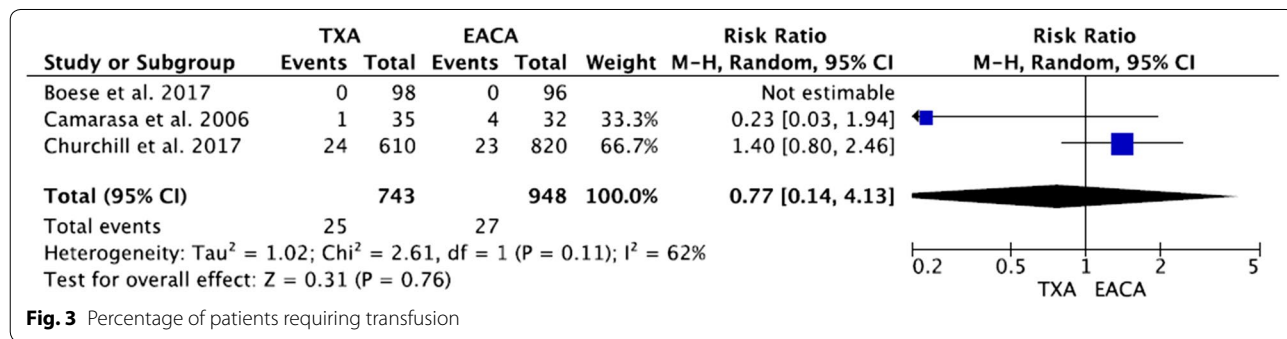 TXA EACA Risk Ratio Risk Ratio
Study or Subgroup Events Total Events Total Weight M-H, Random, 95% CI M-H, Random, 95% CI
Boese et al. 2017 0 98 0 96 Not estimable
Camarasa et al. 2006 1 35 4 32 33.3% 0.23 [0.03, 1.94]
Churchill et al. 2017 24 610 23 820 66.7% 1.40 [0.80, 2.46]
Total (95% CI) 743 948 100.0% 0.77 [0.14, 4.13]
Total events 25 27
Heterogeneity: Tau² = 1.02; Chi² = 2.61, df = 1 (P = 0.11); I² = 62%
Test for overall effect: Z = 0.31 (P = 0.76)
0.2 0.5 1 2 5
TXA EACA
Fig. 3 Percentage of patients requiring transfusion